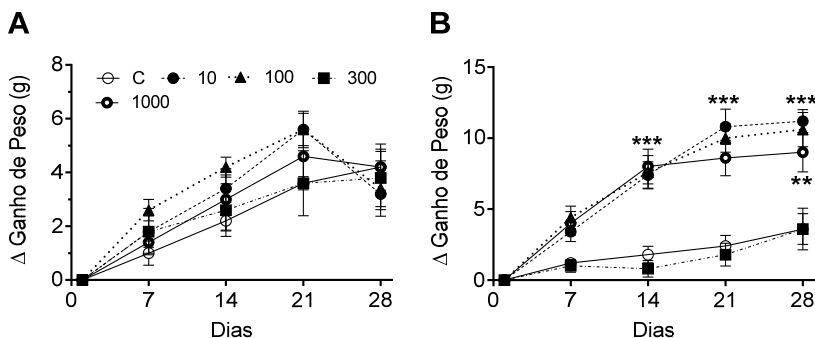 A
Δ Ganho de Peso (g)
8
6
4
2
0
C 10 100 300
1000
0 7 14 21 28
Dias
B
Δ Ganho de Peso (g)
15
10
5
0
***
***
***
**
0 7 14 21 28
Dias